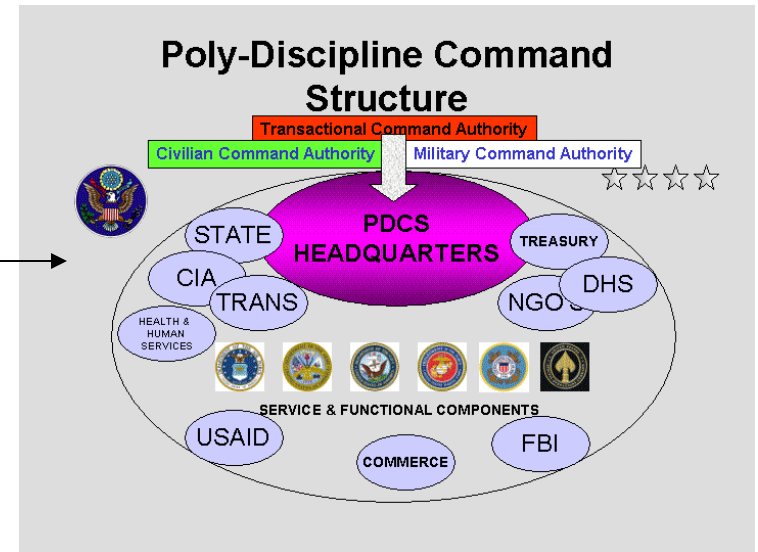 Poly-Discipline Command
Structure
Transactional Command Authority
Civilian Command Authority
Military Command Authority
PDCS
HEADQUARTERS
STATE
TREASURY
CIA
DHS
TRANS
NGO'S
HEALTH &
HUMAN
SERVICES
SERVICE & FUNCTIONAL COMPONENTS
USAID
FBI
COMMERCE